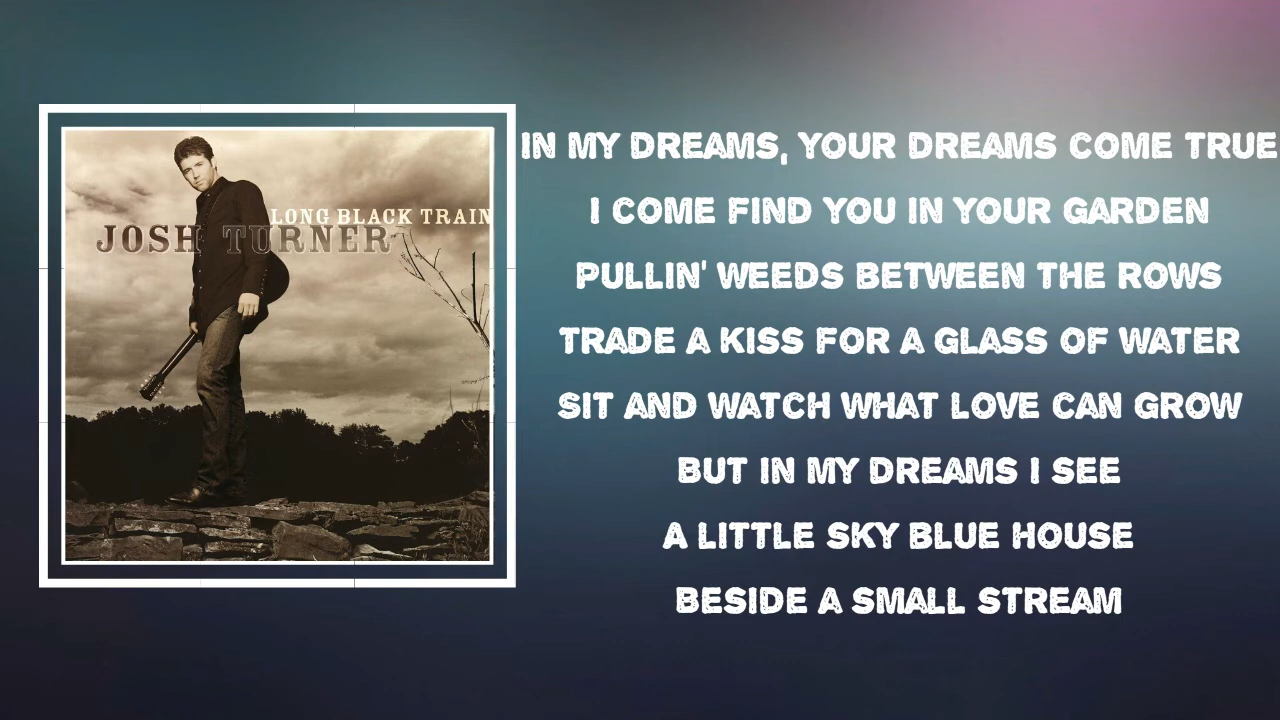 LONG BLACK TRAIN
JOSH TURNER
IN MY DREAMS, YOUR DREAMS COME TRUE
I COME FIND YOU IN YOUR GARDEN
PULLIN' WEEDS BETWEEN THE ROWS
TRADE A KISS FOR A GLASS OF WATER
SIT AND WATCH WHAT LOVE CAN GROW
BUT IN MY DREAMS I SEE
A LITTLE SKY BLUE HOUSE
BESIDE A SMALL STREAM